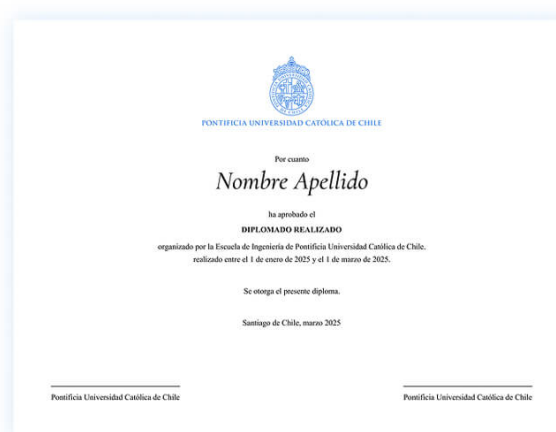 PONTIFICIA UNIVERSIDAD CATÓLICA DE CHILE
Por cuanto
Nombre Apellido
ha aprobado el
DIPLOMADO REALIZADO
organizado por la Escuela de Ingeniería de Pontificia Universidad Católica de Chile.
realizado entre el 1 de enero de 2025 y el 1 de marzo de 2025.
Se otorga el presente diploma.
Santiago de Chile, marzo 2025
Pontificia Universidad Católica de Chile
Pontificia Universidad Católica de Chile